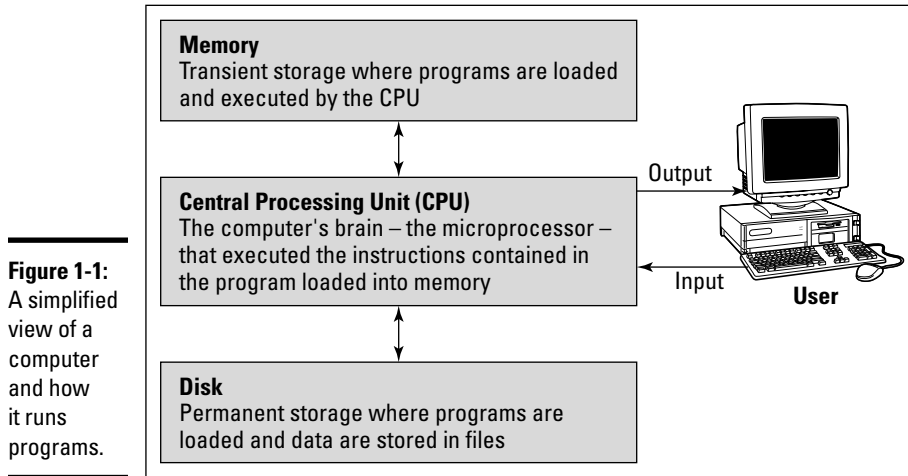 Memory
Transient storage where programs are loaded
and executed by the CPU
Output
Central Processing Unit (CPU)
The computer's brain – the microprocessor –
that executed the instructions contained in
the program loaded into memory
Input
User
Disk
Permanent storage where programs are
loaded and data are stored in files
Figure 1-1:
A simplified
view of a
computer
and how
it runs
programs.